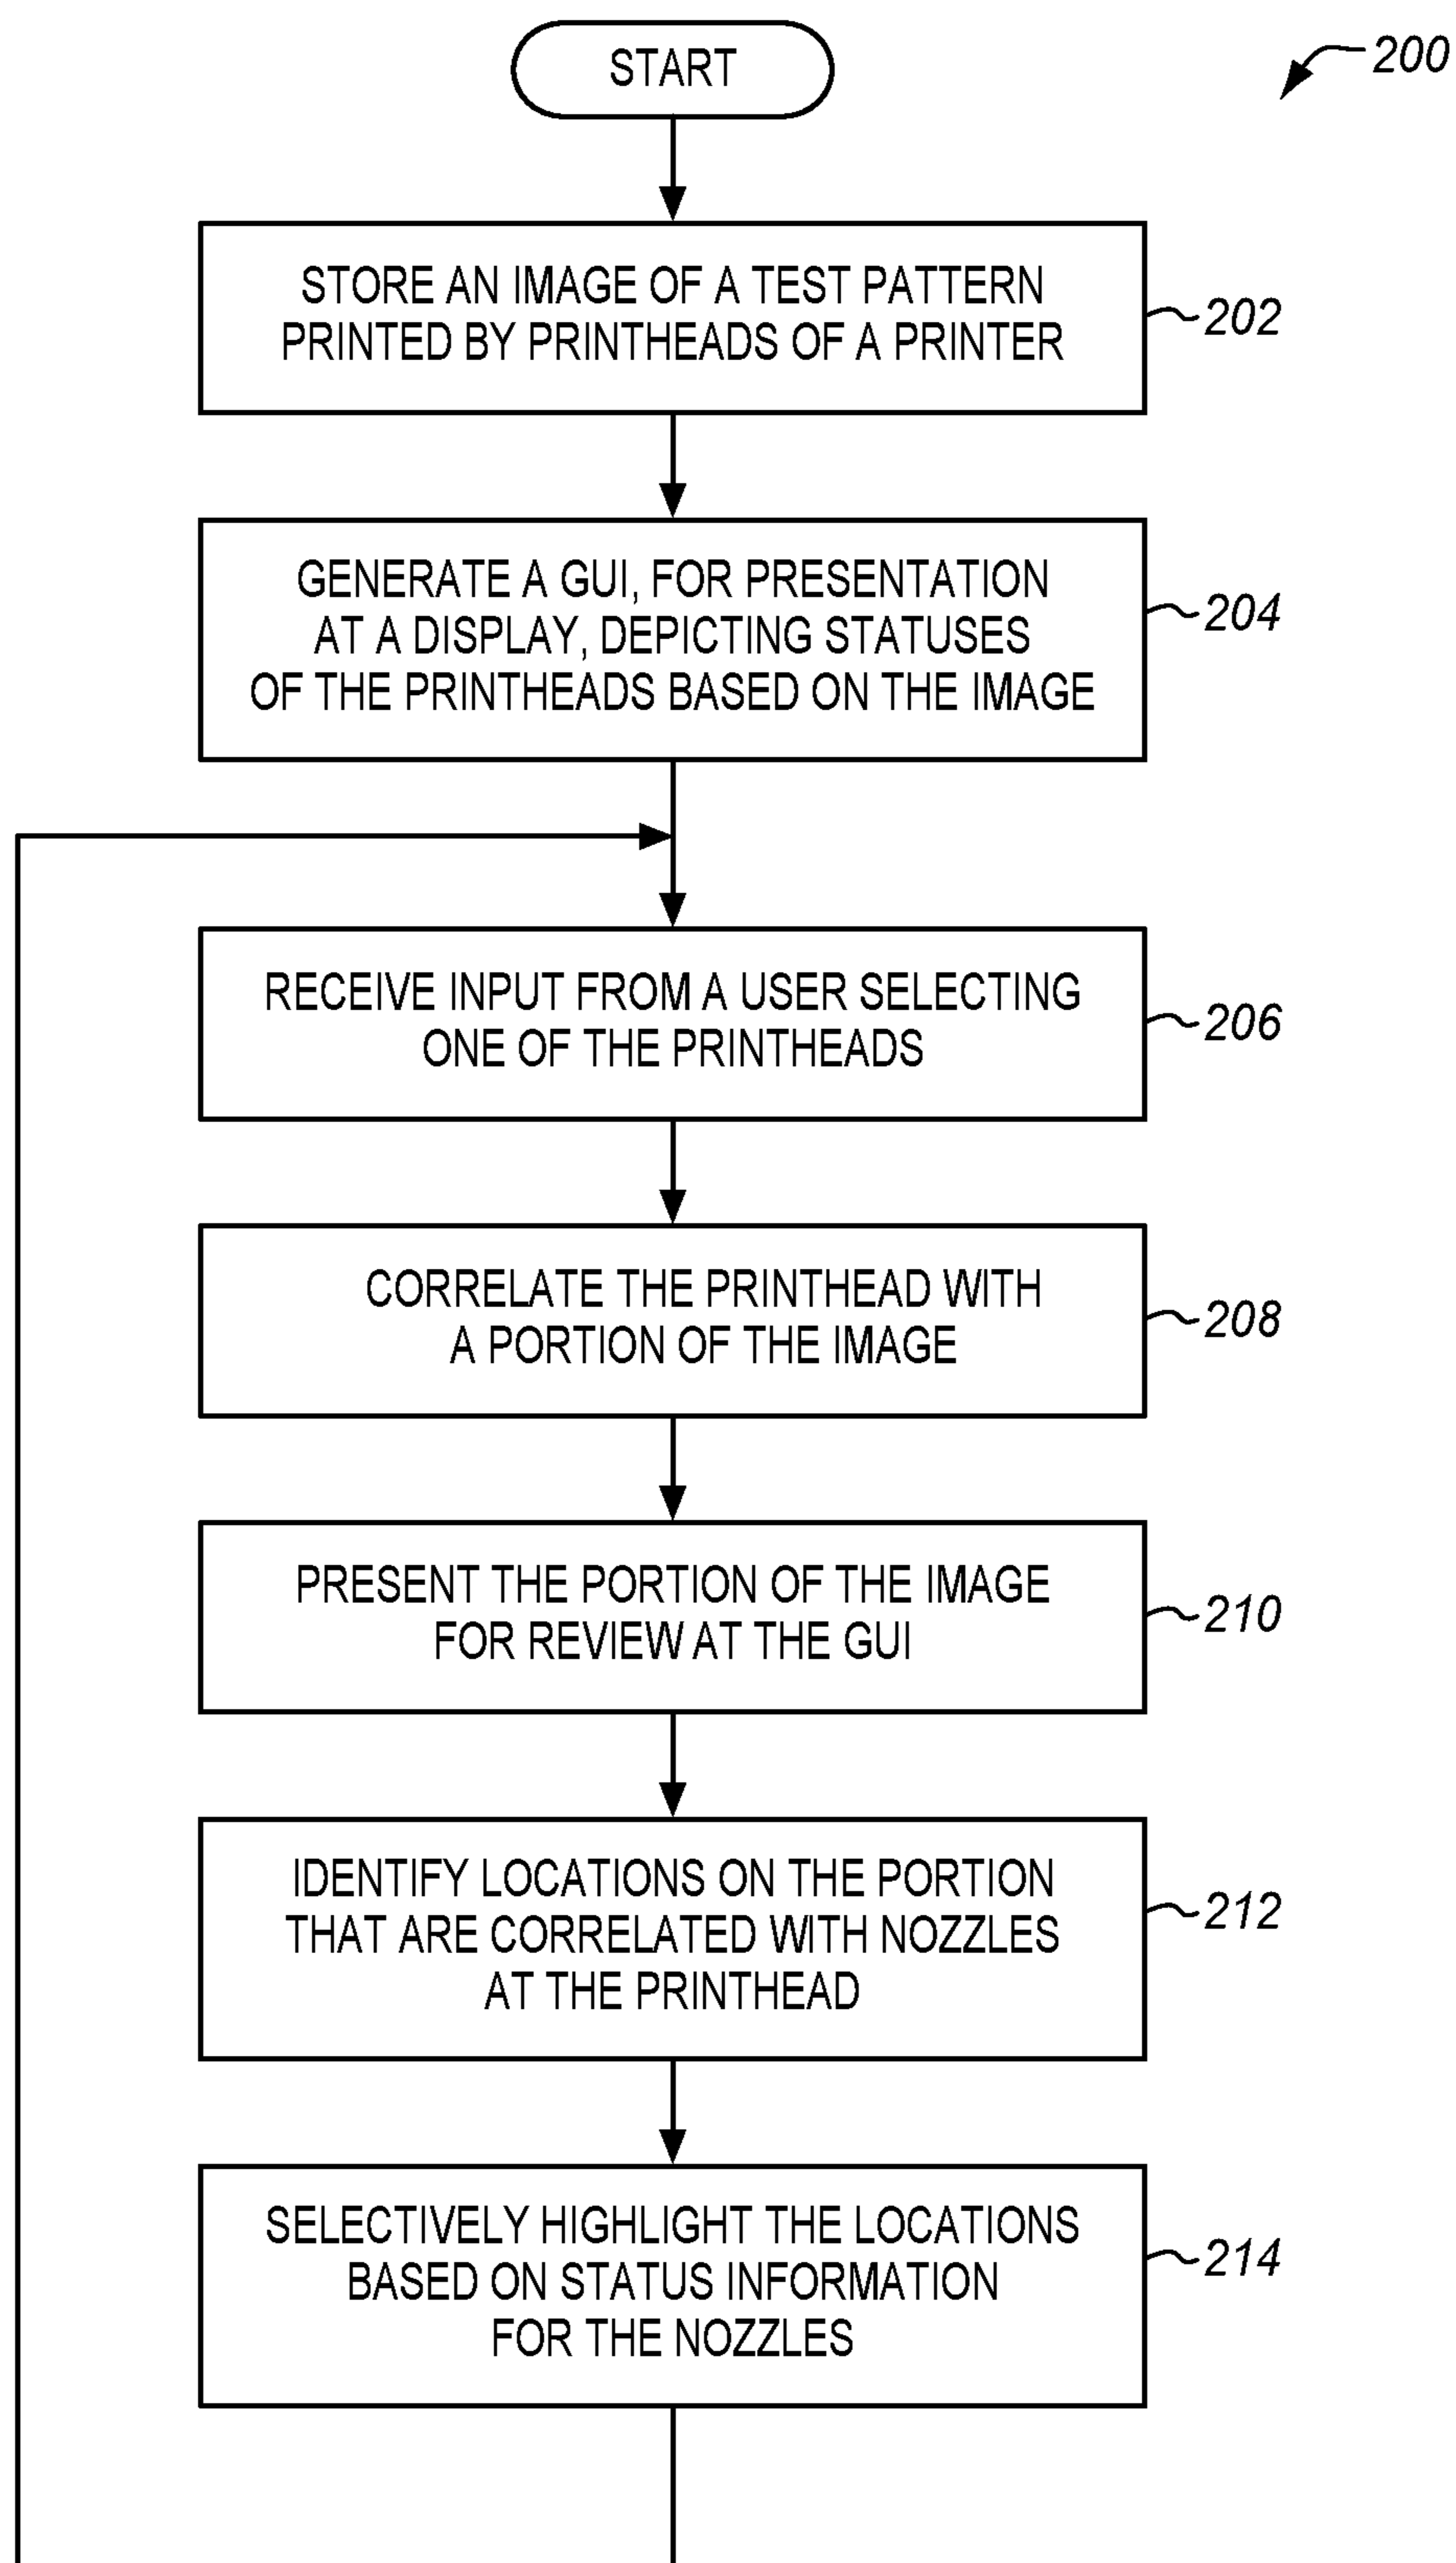 START
200
STORE AN IMAGE OF A TEST PATTERN
PRINTED BY PRINTHEADS OF A PRINTER
202
GENERATE A GUI, FOR PRESENTATION
AT A DISPLAY, DEPICTING STATUSES
OF THE PRINTHEADS BASED ON THE IMAGE
204
RECEIVE INPUT FROM A USER SELECTING
ONE OF THE PRINTHEADS
206
CORRELATE THE PRINTHEAD WITH
A PORTION OF THE IMAGE
208
PRESENT THE PORTION OF THE IMAGE
FOR REVIEW AT THE GUI
210
IDENTIFY LOCATIONS ON THE PORTION
THAT ARE CORRELATED WITH NOZZLES
AT THE PRINTHEAD
212
SELECTIVELY HIGHLIGHT THE LOCATIONS
BASED ON STATUS INFORMATION
FOR THE NOZZLES
214